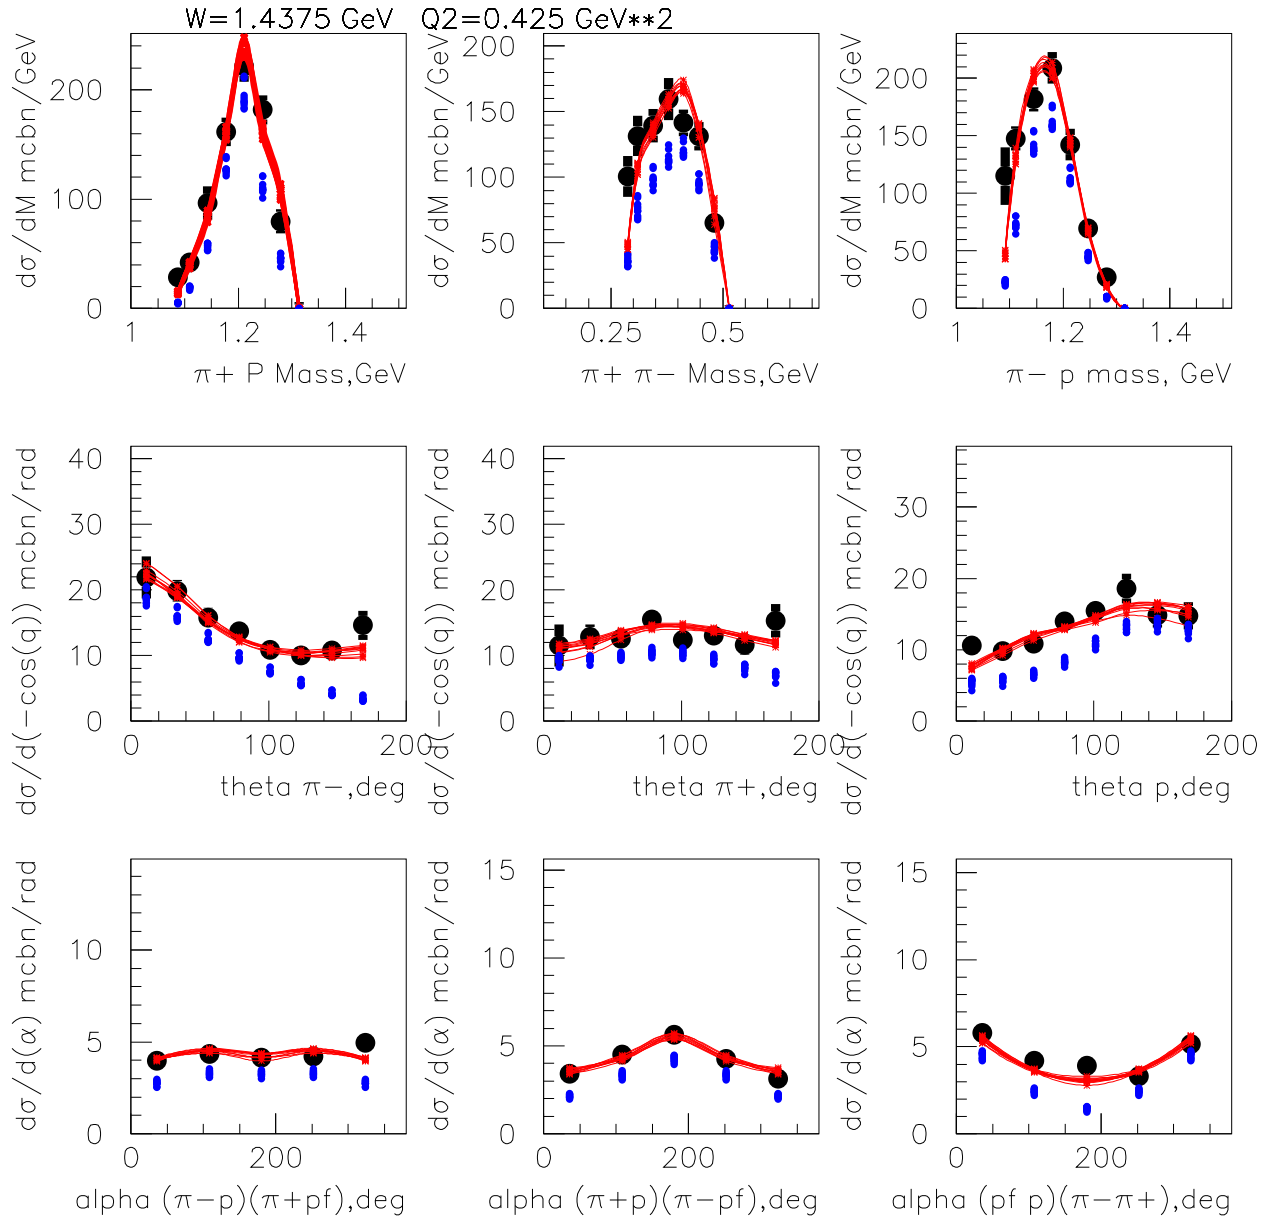 W=1.4375 GeV Q2=0.425 GeV**2
dσ/dM mcbn/GeV
200
100
0
1 1.2 1.4
π+ P Mass,GeV
dσ/dM mcbn/GeV
200
150
100
50
0
0.25 0.5
π+ π− Mass,GeV
dσ/dM mcbn/GeV
200
150
100
50
0
1 1.2 1.4
π− p mass, GeV
dσ/d(−cos(q)) mcbn/rad
40
30
20
10
0
0 100 200
theta π−,deg
dσ/d(−cos(q)) mcbn/rad
40
30
20
10
0
0 100 200
theta π+,deg
dσ/d(−cos(q)) mcbn/rad
30
20
10
0
0 100 200
theta p,deg
dσ/d(α) mcbn/rad
10
5
0
0 200
alpha (π−p)(π+pf),deg
dσ/d(α) mcbn/rad
15
10
5
0
0 200
alpha (π+p)(π−pf),deg
dσ/d(α) mcbn/rad
15
10
5
0
0 200
alpha (pf p)(π−π+),deg